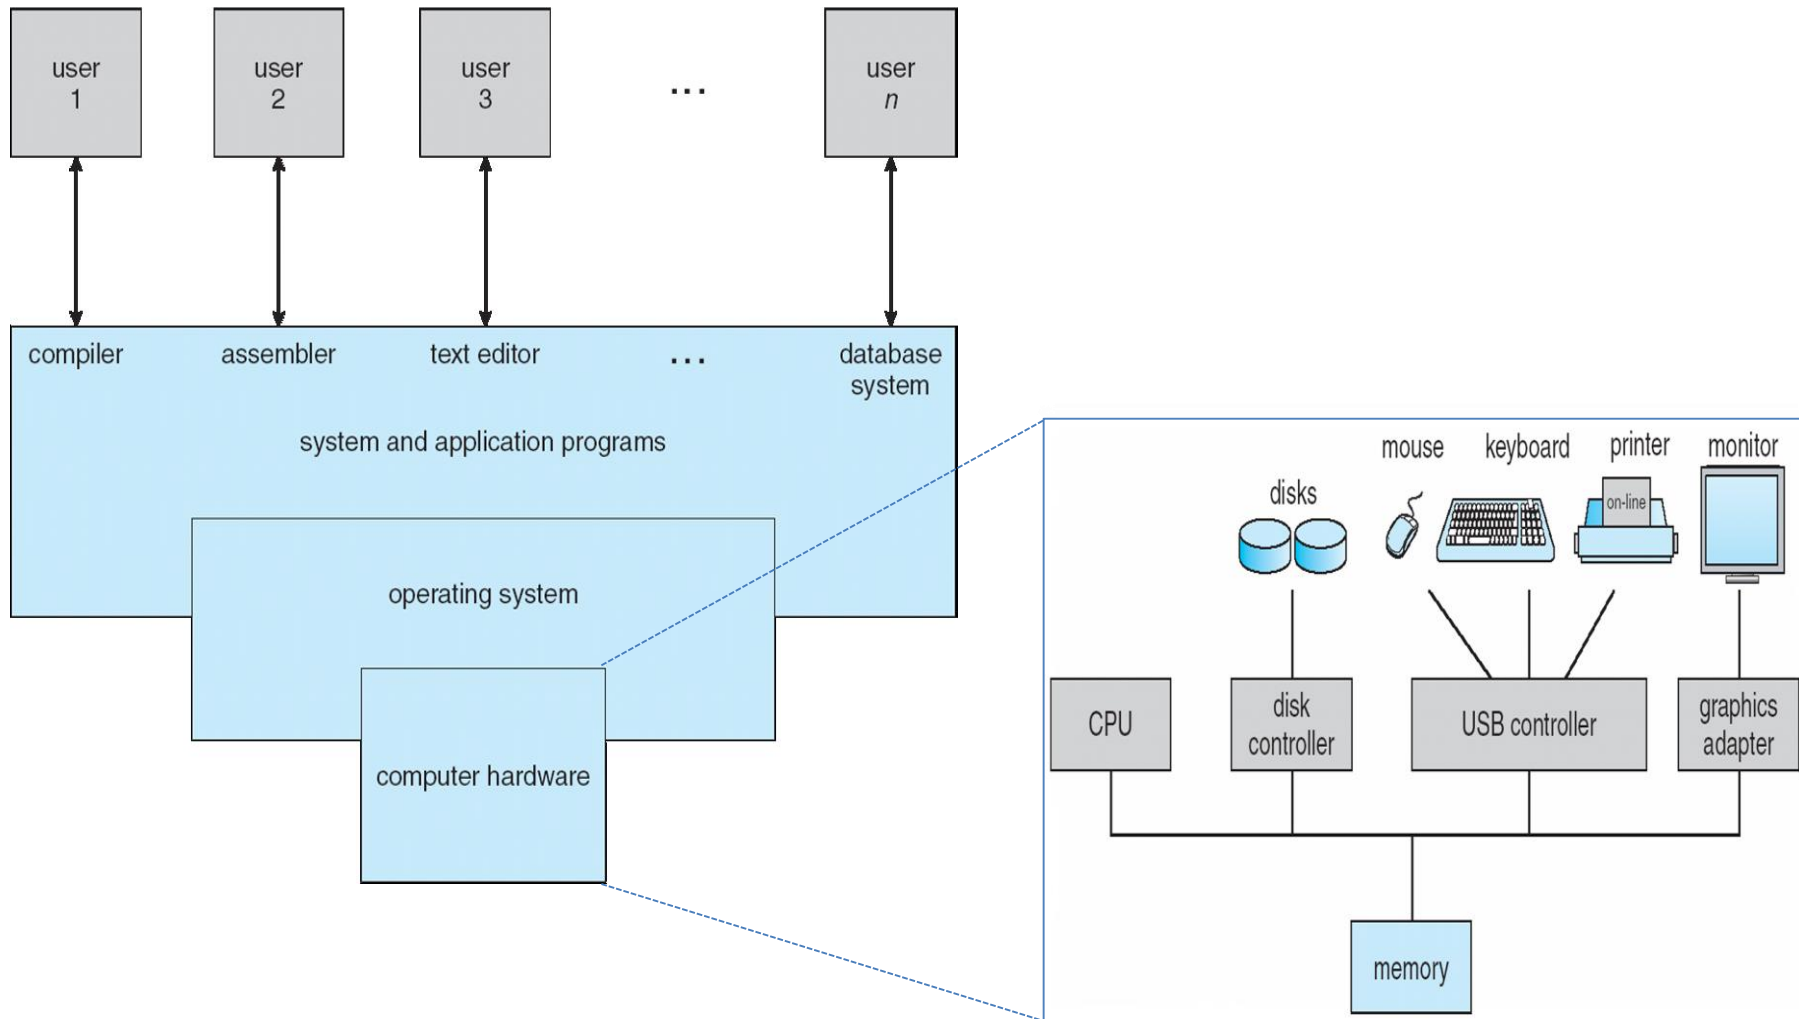 user
1
user
2
user
3
...
user
n
compiler
assembler
text editor
...
database
system
system and application programs
operating system
computer hardware
mouse
keyboard
printer
monitor
disks
on-line
CPU
disk
controller
USB controller
graphics
adapter
memory